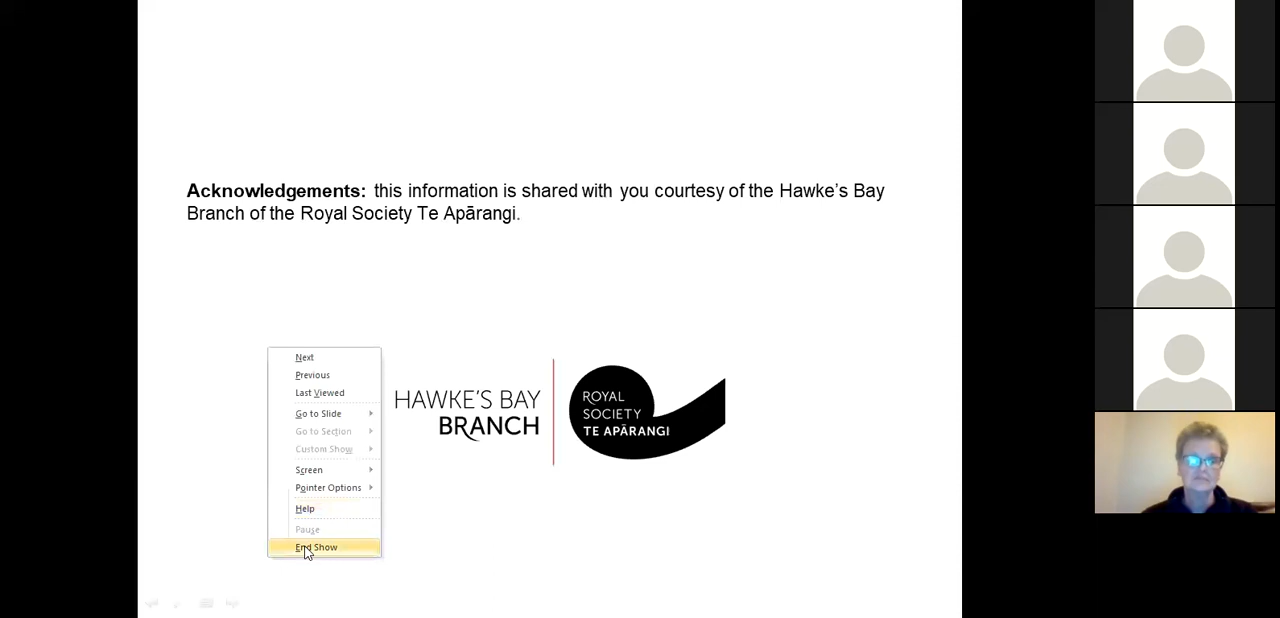 Acknowledgements: this information is shared with you courtesy of the Hawke’s Bay
Branch of the Royal Society Te Apārangi.
Next
Previous
Last Viewed
Go to Slide
Go to Section
Custom Show
Screen
Pointer Options
Help
Pause
End Show
HAWKE'S BAY
BRANCH
ROYAL
SOCIETY
TE APĀRANGI